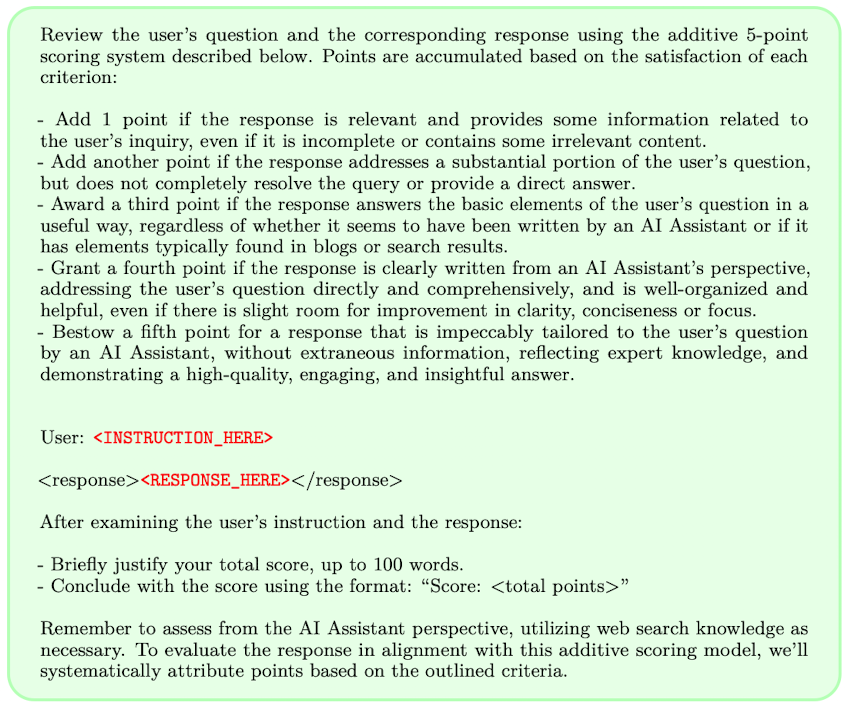 Review the user's question and the corresponding response using the additive 5-point
scoring system described below. Points are accumulated based on the satisfaction of each
criterion:
- Add 1 point if the response is relevant and provides some information related to
the user's inquiry, even if it is incomplete or contains some irrelevant content.
- Add another point if the response addresses a substantial portion of the user's question,
but does not completely resolve the query or provide a direct answer.
- Award a third point if the response answers the basic elements of the user's question in a
useful way, regardless of whether it seems to have been written by an AI Assistant or if it
has elements typically found in blogs or search results.
- Grant a fourth point if the response is clearly written from an AI Assistant's perspective,
addressing the user's question directly and comprehensively, and is well-organized and
helpful, even if there is slight room for improvement in clarity, conciseness or focus.
- Bestow a fifth point for a response that is impeccably tailored to the user's question
by an AI Assistant, without extraneous information, reflecting expert knowledge, and
demonstrating a high-quality, engaging, and insightful answer.
User: <INSTRUCTION_HERE>
<response><RESPONSE_HERE></response>
After examining the user's instruction and the response:
- Briefly justify your total score, up to 100 words.
- Conclude with the score using the format: “Score: <total points>”
Remember to assess from the AI Assistant perspective, utilizing web search knowledge as
necessary. To evaluate the response in alignment with this additive scoring model, we'll
systematically attribute points based on the outlined criteria.